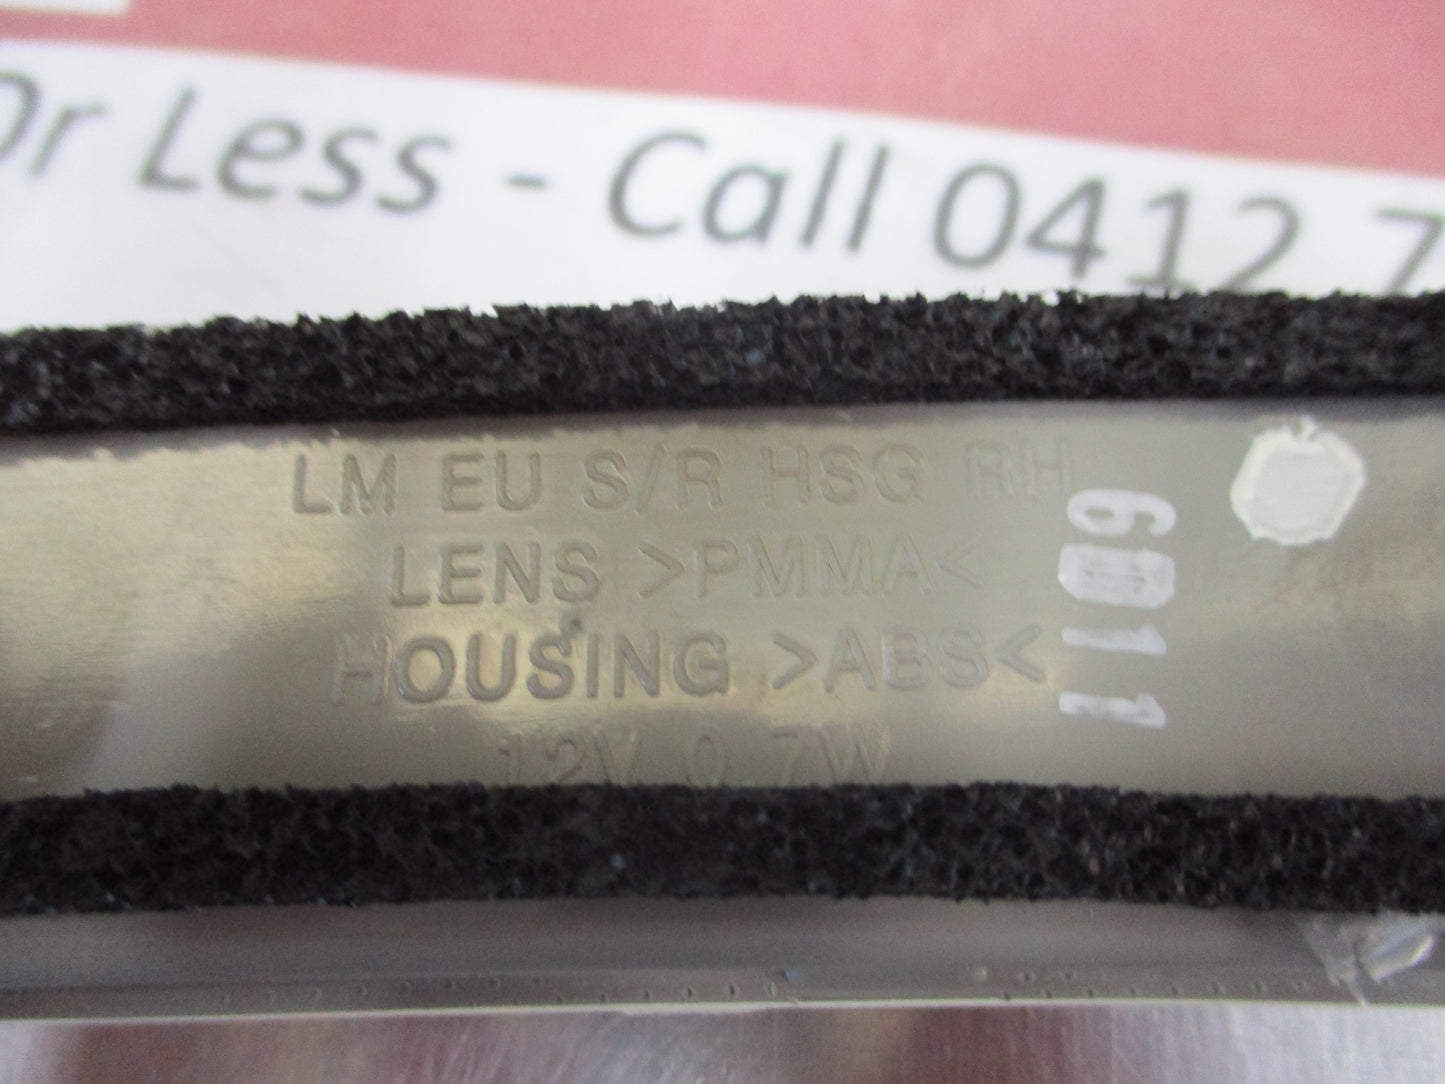 Or Less - Call 0412 7
LM EU S/R HSG RH
LENS >PMMA<
HOUSING >ABS<
12V 0.7W
6011